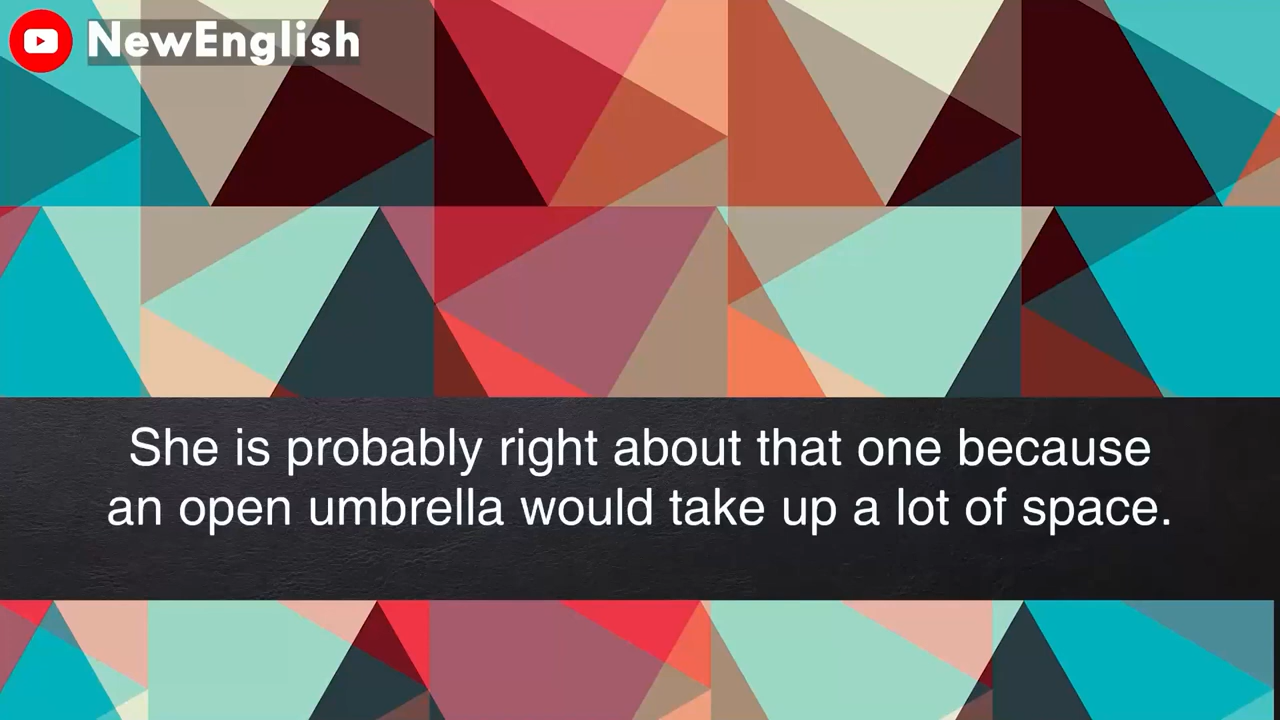 NewEnglish
She is probably right about that one because
an open umbrella would take up a lot of space.